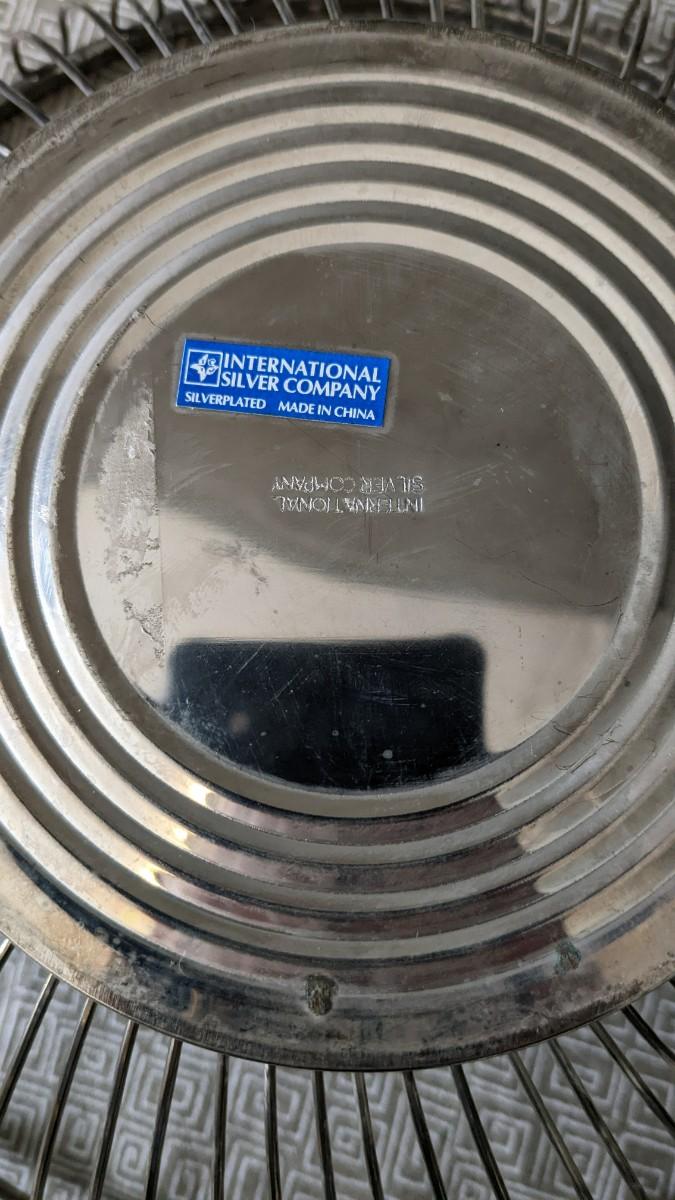 INTERNATIONAL
SILVER COMPANY
SILVERPLATED MADE IN CHINA
INTERNATIONAL
SILVER COMPANY